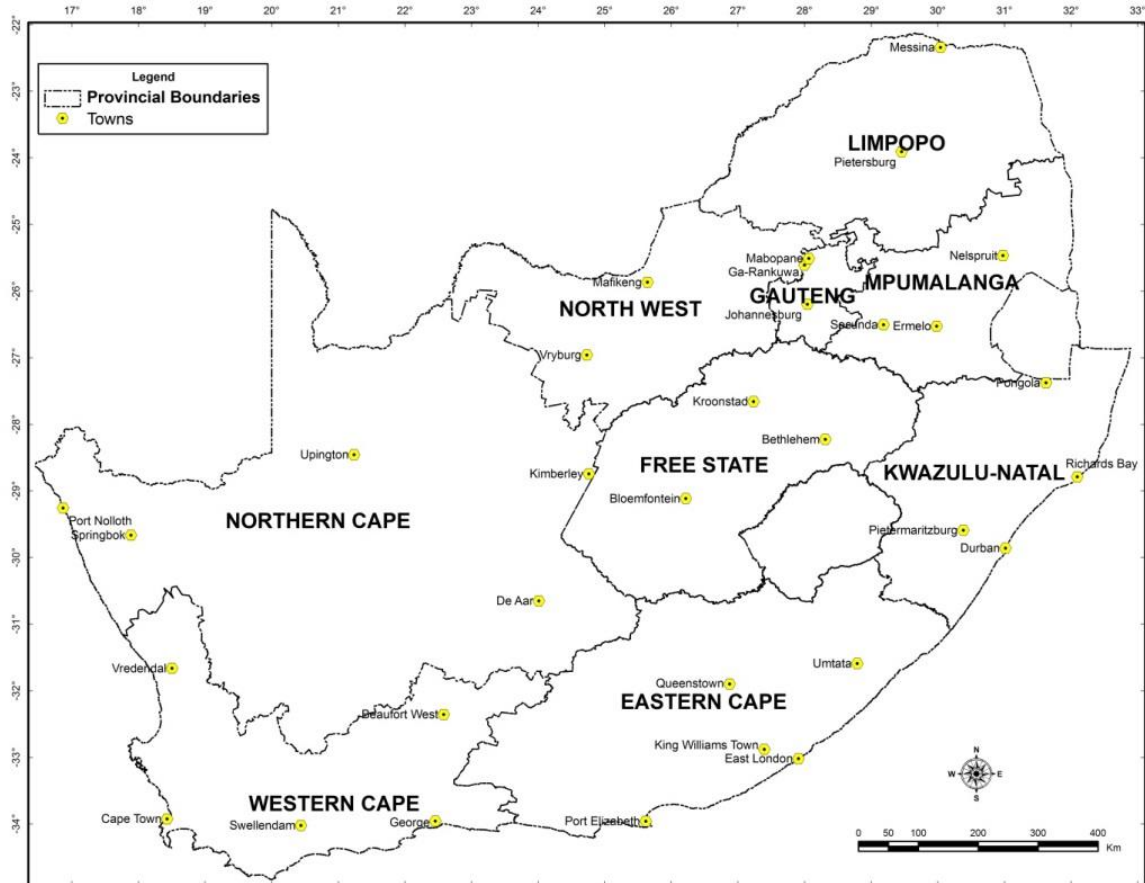 17° 18° 19° 20° 21° 22° 23° 24° 25° 26° 27° 28° 29° 30° 31° 32° 33°
-22°
-23°
-24°
-25°
-26°
-27°
-28°
-29°
-30°
-31°
-32°
-33°
-34°
Legend
Provincial Boundaries
Towns
Messina
LIMPOPO
Pietersburg
Mabopane
Ga-Rankuwa
Nelspruit
Mafikeng
MPUMALANGA
GAUTENG
NORTH WEST
Johannesburg
Secunda
Ermelo
Vryburg
Pongola
Kroonstad
Bethlehem
Upington
Kimberley
FREE STATE
KWAZULU-NATAL
Richards Bay
Bloemfontein
Port Nolloth
Springbok
NORTHERN CAPE
Pietermaritzburg
Durban
De Aar
Vredendal
Umtata
Queenstown
EASTERN CAPE
Beaufort West
King Williams Town
East London
WESTERN CAPE
Cape Town
Swellendam
George
Port Elizabeth
N
W E
S
0 50 100 200 300 400
Km